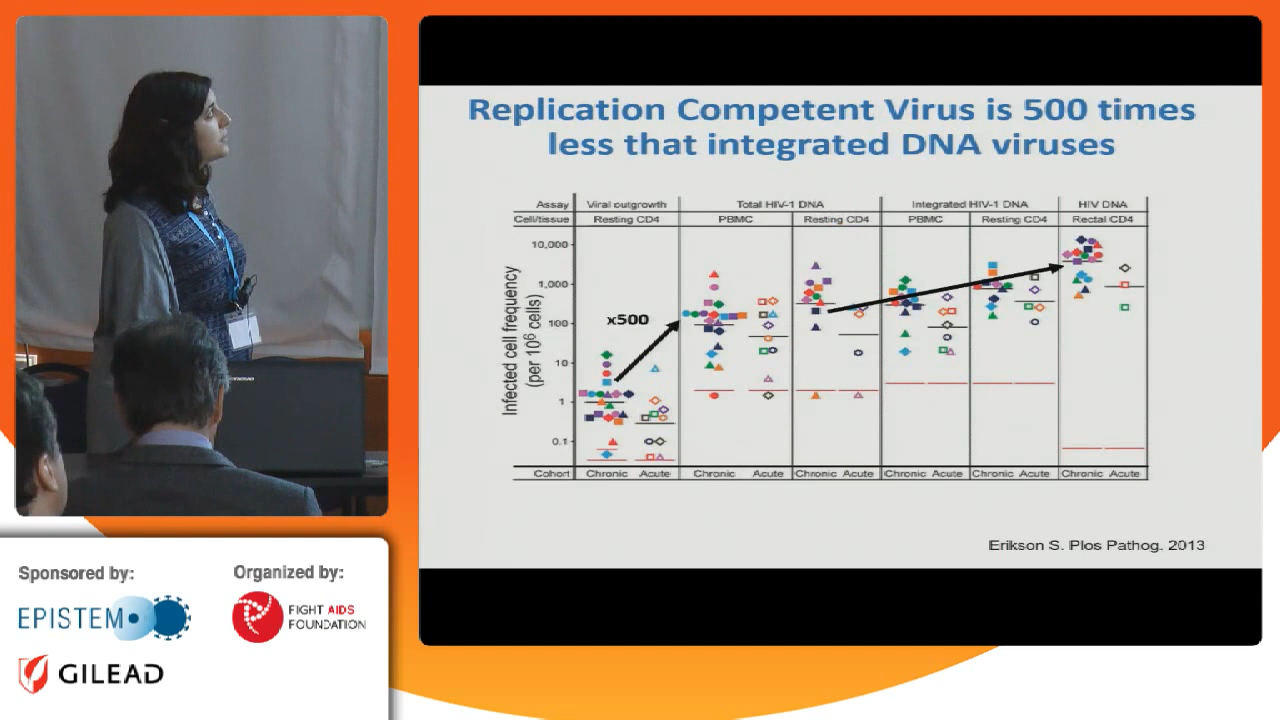 Replication Competent Virus is 500 times
less that integrated DNA viruses
Assay Viral outgrowth Total HIV-1 DNA Integrated HIV-1 DNA HIV DNA
Cell/tissue Resting CD4 PBMC Resting CD4 PBMC Resting CD4 Rectal CD4
Infected cell frequency
(per 10⁶ cells)
10,000
1,000
100
10
1
0.1
x500
Cohort Chronic Acute Chronic Acute Chronic Acute Chronic Acute Chronic Acute Chronic Acute
Erikson S. Plos Pathog. 2013
Sponsored by:
EPISTEM
GILEAD
Organized by:
FIGHT AIDS
FOUNDATION